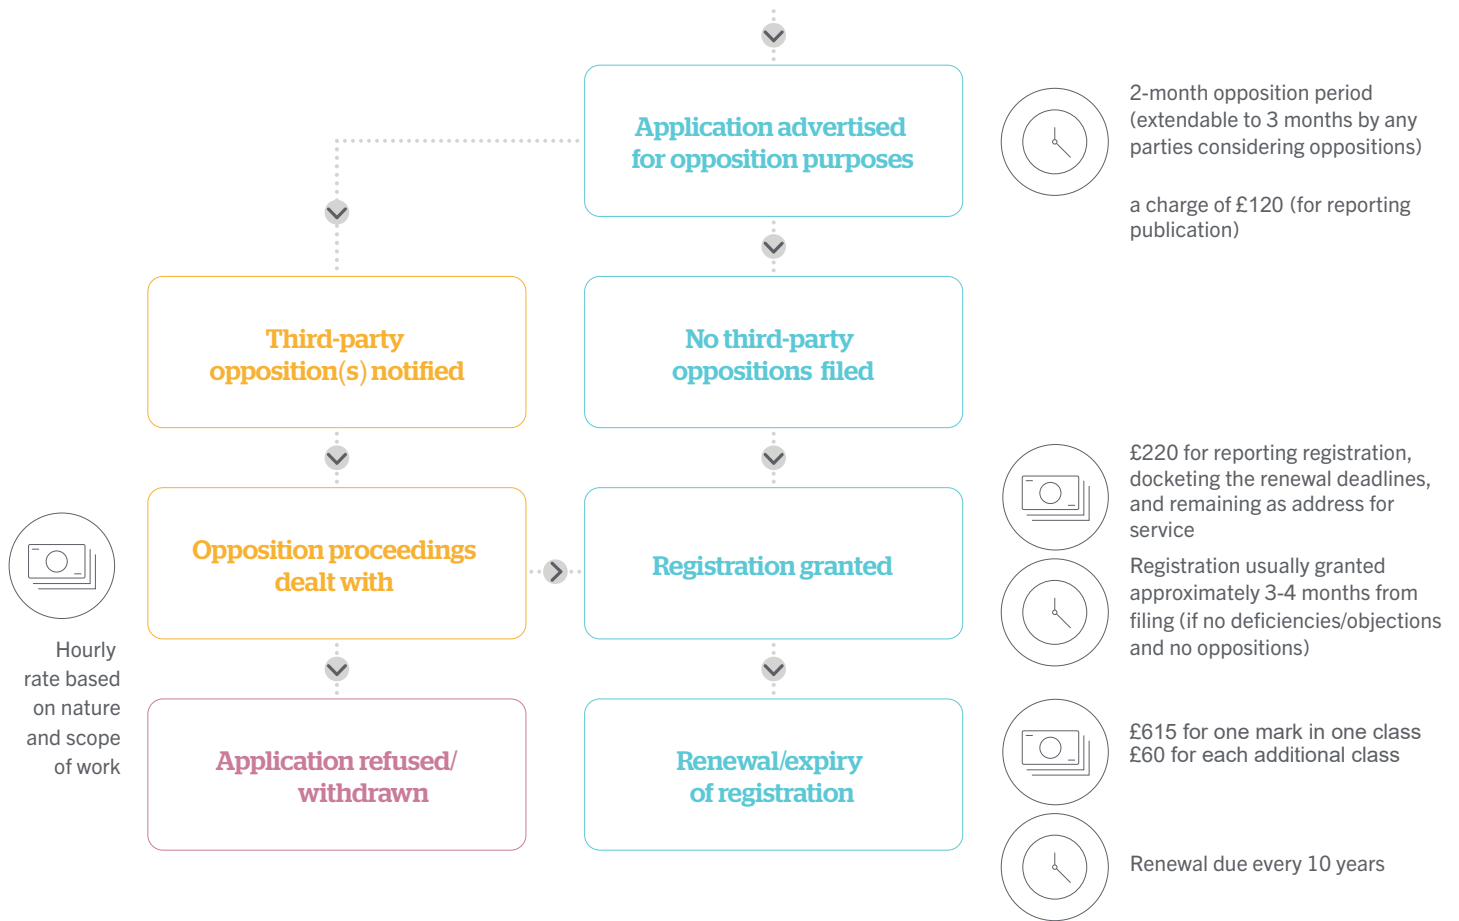 Application advertised
for opposition purposes
2-month opposition period
(extendable to 3 months by any
parties considering oppositions)
a charge of £120 (for reporting
publication)
Third-party
opposition(s) notified
No third-party
oppositions filed
Opposition proceedings
dealt with
Registration granted
£220 for reporting registration,
docketing the renewal deadlines,
and remaining as address for
service
Registration usually granted
approximately 3-4 months from
filing (if no deficiencies/objections
and no oppositions)
Hourly
rate based
on nature
and scope
of work
Application refused/
withdrawn
Renewal/expiry
of registration
£615 for one mark in one class
£60 for each additional class
Renewal due every 10 years